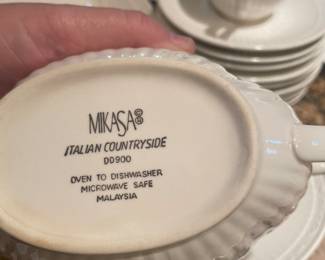 MIKASA©
ITALIAN COUNTRYSIDE
DD900
OVEN TO DISHWASHER
MICROWAVE SAFE
MALAYSIA